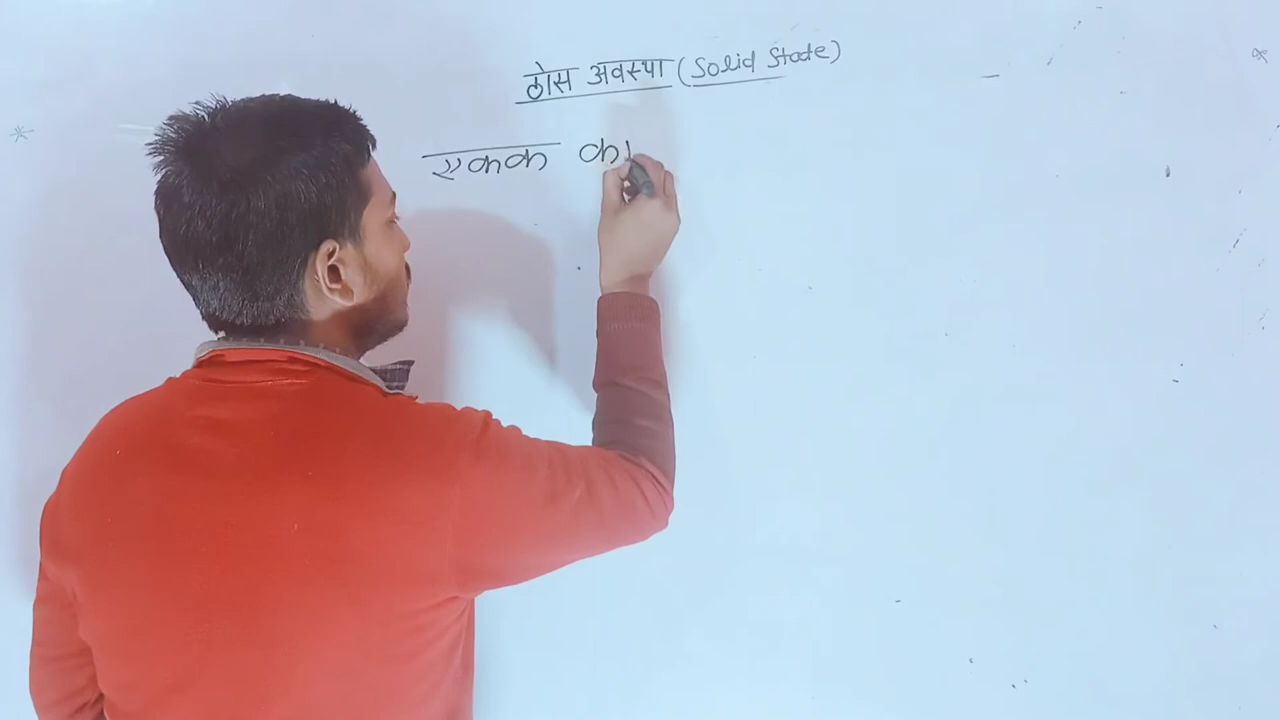 ठोस अवस्था (Solid State)
एकक का